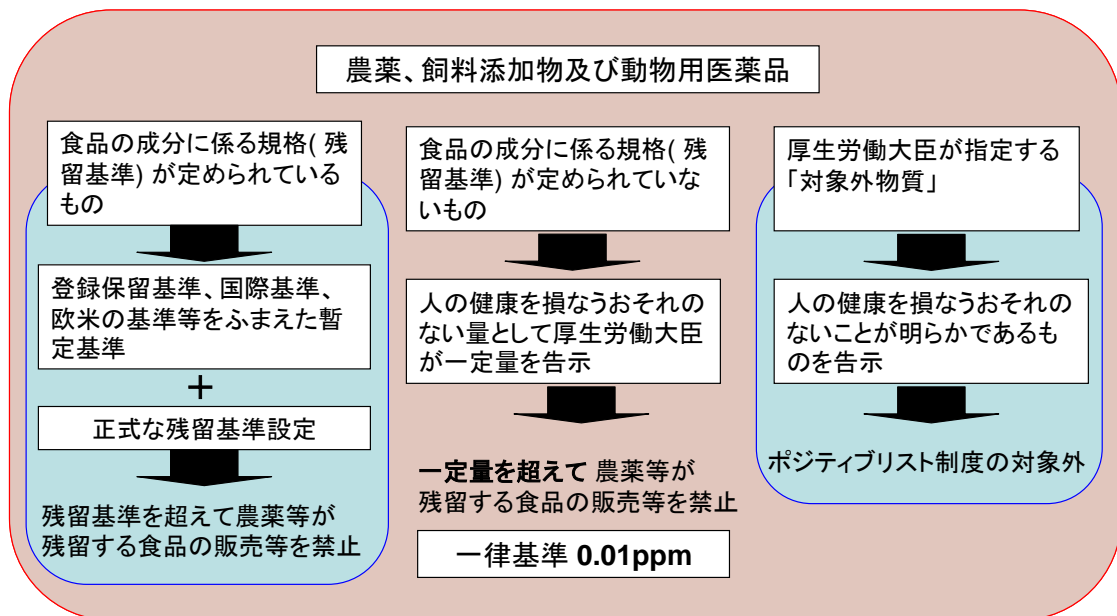 農薬、飼料添加物及び動物用医薬品
食品の成分に係る規格( 残
留基準) が定められている
もの
登録保留基準、国際基準、
欧米の基準等をふまえた暫
定基準
＋
正式な残留基準設定
残留基準を超えて農薬等が
残留する食品の販売等を禁止
食品の成分に係る規格( 残
留基準) が定められていな
いもの
人の健康を損なうおそれの
ない量として厚生労働大臣
が一定量を告示
一定量を超えて 農薬等が
残留する食品の販売等を禁止
一律基準 0.01ppm
厚生労働大臣が指定する
「対象外物質」
人の健康を損なうおそれの
ないことが明らかであるも
のを告示
ポジティブリスト制度の対象外